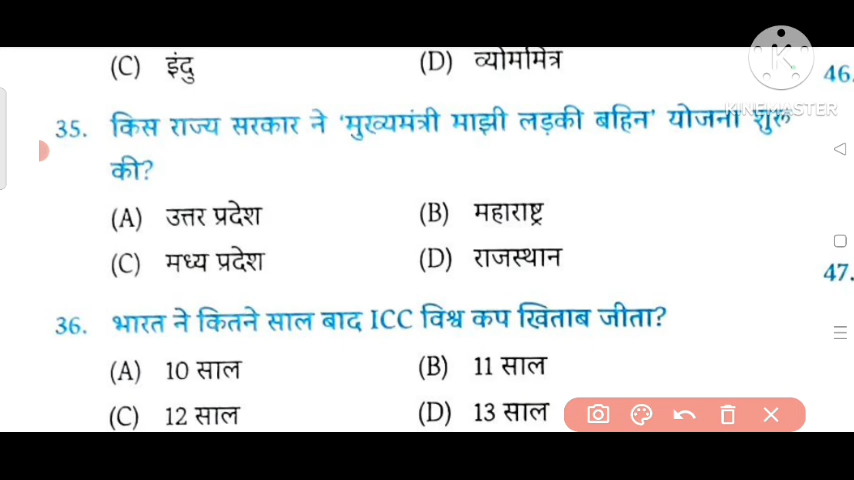 (C) इंदु (D) व्योममित्र
46.
KINEMASTER
35. किस राज्य सरकार ने 'मुख्यमंत्री माझी लड़की बहिन' योजना शुरू
की?
(A) उत्तर प्रदेश (B) महाराष्ट्र
(C) मध्य प्रदेश (D) राजस्थान
47.
36. भारत ने कितने साल बाद ICC विश्व कप खिताब जीता?
(A) 10 साल (B) 11 साल
(C) 12 साल (D) 13 साल